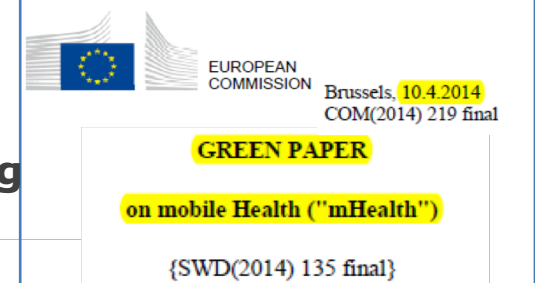 EUROPEAN
COMMISSION
Brussels, 10.4.2014
COM(2014) 219 final
GREEN PAPER
g
on mobile Health ("mHealth")
{SWD(2014) 135 final}